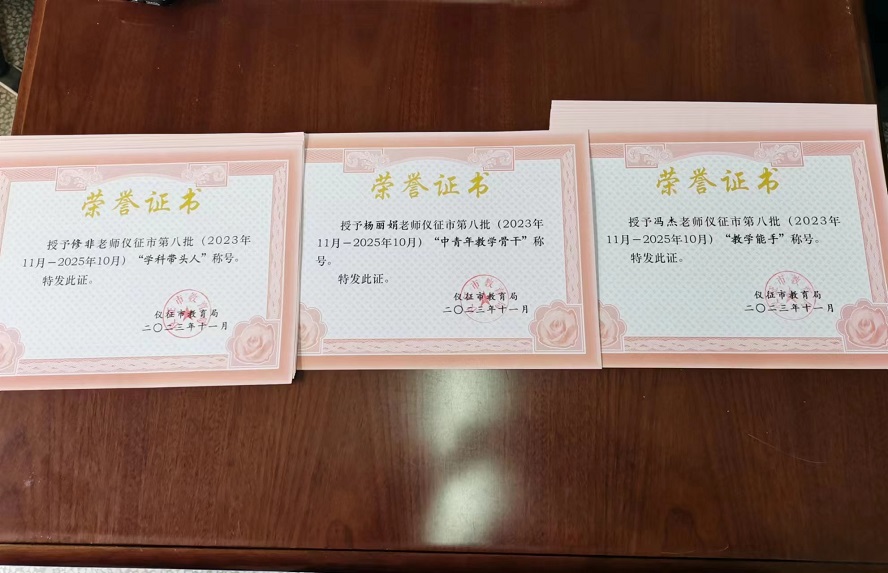 荣誉证书
授予修非老师仪征市第八批（2023年
11月－2025年10月）“学科带头人”称号。
特发此证。
仪征市教育局
二〇二三年十一月
荣誉证书
授予杨丽娟老师仪征市第八批（2023年
11月－2025年10月）“中青年教学骨干”称
号。
特发此证。
仪征市教育局
二〇二三年十一月
荣誉证书
授予冯杰老师仪征市第八批（2023年
11月－2025年10月）“教学能手”称号。
特发此证。
仪征市教育局
二〇二三年十一月